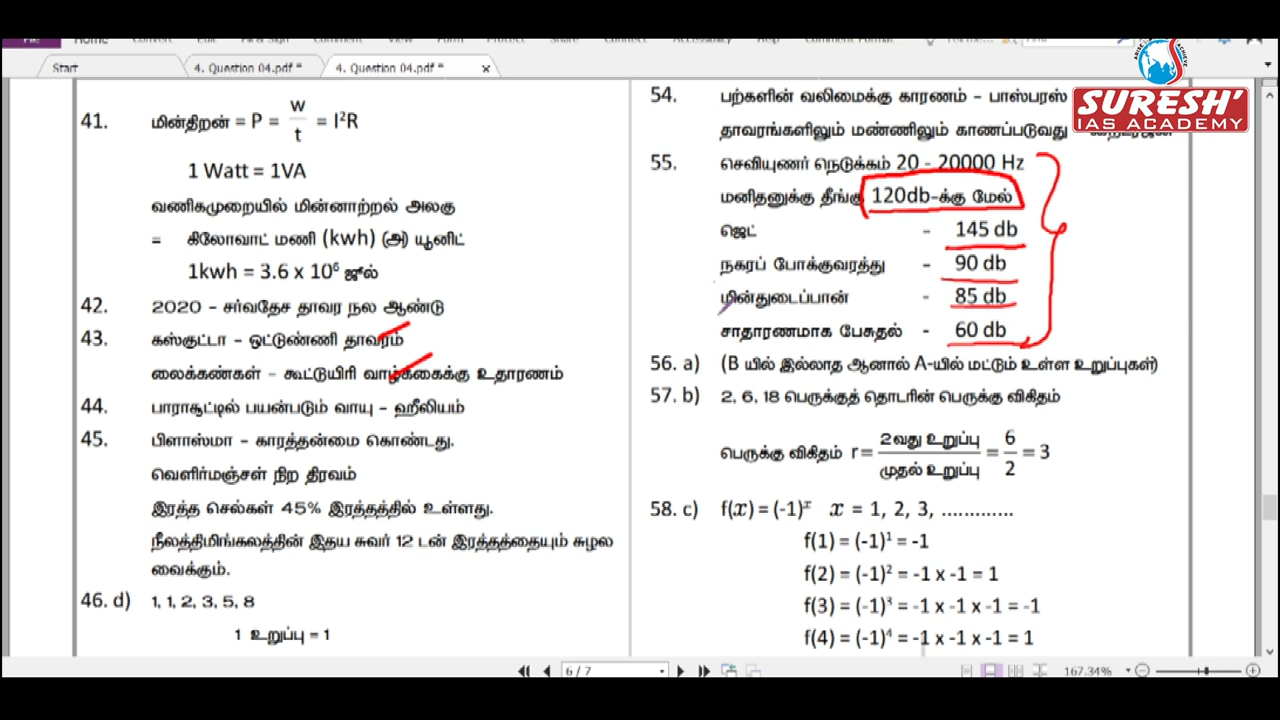 Start
4. Question 04.pdf *
4. Question 04.pdf *
ARISE
ACHIEVE
SURESH'
IAS ACADEMY
41. மின்திறன் = P = w/t = I²R
1 Watt = 1VA
வணிகமுறையில் மின்னாற்றல் அலகு
= கிலோவாட் மணி (kwh) (அ) யூனிட்
1kwh = 3.6 x 10⁶ ஜூல்
42. 2020 – சர்வதேச தாவர நல ஆண்டு
43. கஸ்குட்டா – ஒட்டுண்ணி தாவரம்
லைக்கன்கள் – கூட்டுயிரி வாழ்க்கைக்கு உதாரணம்
44. பாராசூட்டில் பயன்படும் வாயு – ஹீலியம்
45. பிளாஸ்மா – காரத்தன்மை கொண்டது.
வெளிர்மஞ்சள் நிற திரவம்
இரத்த செல்கள் 45% இரத்தத்தில் உள்ளது.
நீலத்திமிங்கலத்தின் இதய சுவர் 12 டன் இரத்தத்தையும் சுழல
வைக்கும்.
46. d) 1, 1, 2, 3, 5, 8
1 உறுப்பு = 1
54. பற்களின் வலிமைக்கு காரணம் – பாஸ்பரஸ்
தாவரங்களிலும் மண்ணிலும் காணப்படுவது
55. செவியுணர் நெடுக்கம் 20 – 20000 Hz
மனிதனுக்கு தீங்கு 120db-க்கு மேல்
ஜெட் – 145 db
நகரப் போக்குவரத்து – 90 db
மின்துடைப்பான் – 85 db
சாதாரணமாக பேசுதல் – 60 db
56. a) (B யில் இல்லாத ஆனால் A-யில் மட்டும் உள்ள உறுப்புகள்)
57. b) 2, 6, 18 பெருக்குத் தொடரின் பெருக்கு விகிதம்
பெருக்கு விகிதம் r = 2வது உறுப்பு/முதல் உறுப்பு = 6/2 = 3
58. c) f(x) = (-1)ˣ x = 1, 2, 3, .............
f(1) = (-1)¹ = -1
f(2) = (-1)² = -1 x -1 = 1
f(3) = (-1)³ = -1 x -1 x -1 = -1
f(4) = (-1)⁴ = -1 x -1 x -1 = 1
6 / 7
167.34%